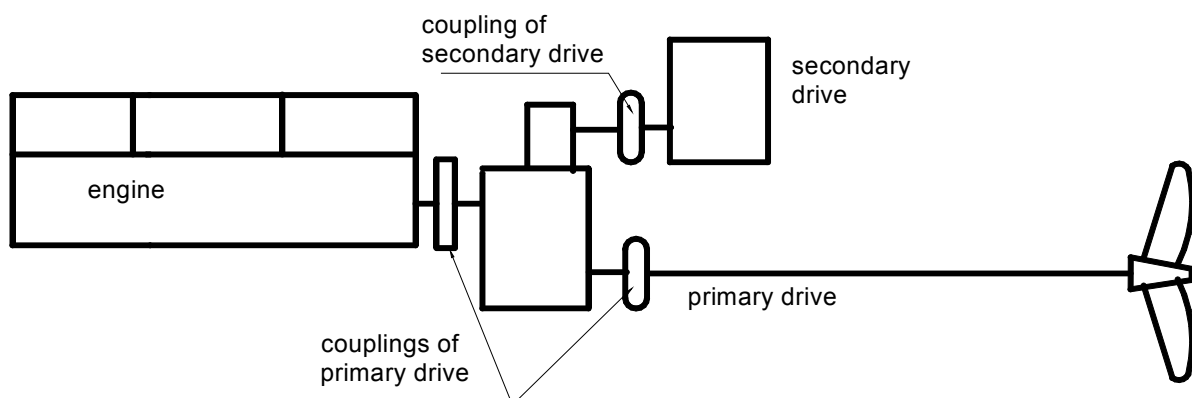 coupling of
secondary drive
secondary
drive
engine
primary drive
couplings of
primary drive